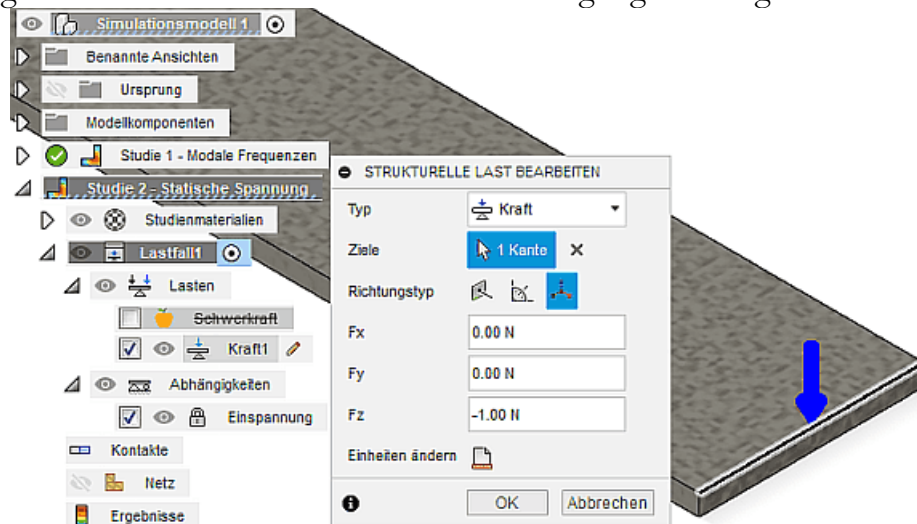 Simulationsmodell 1
Benannte Ansichten
Ursprung
Modellkomponenten
Studie 1 - Modale Frequenzen
Studie 2 - Statische Spannung
Studienmaterialien
Lastfall1
Lasten
Schwerkraft
Kraft1
Abhängigkeiten
Einspannung
Kontakte
Netz
Ergebnisse
STRUKTURELLE LAST BEARBEITEN
Typ Kraft
Ziele 1 Kante
Richtungstyp
Fx 0.00 N
Fy 0.00 N
Fz -1.00 N
Einheiten ändern
OK Abbrechen